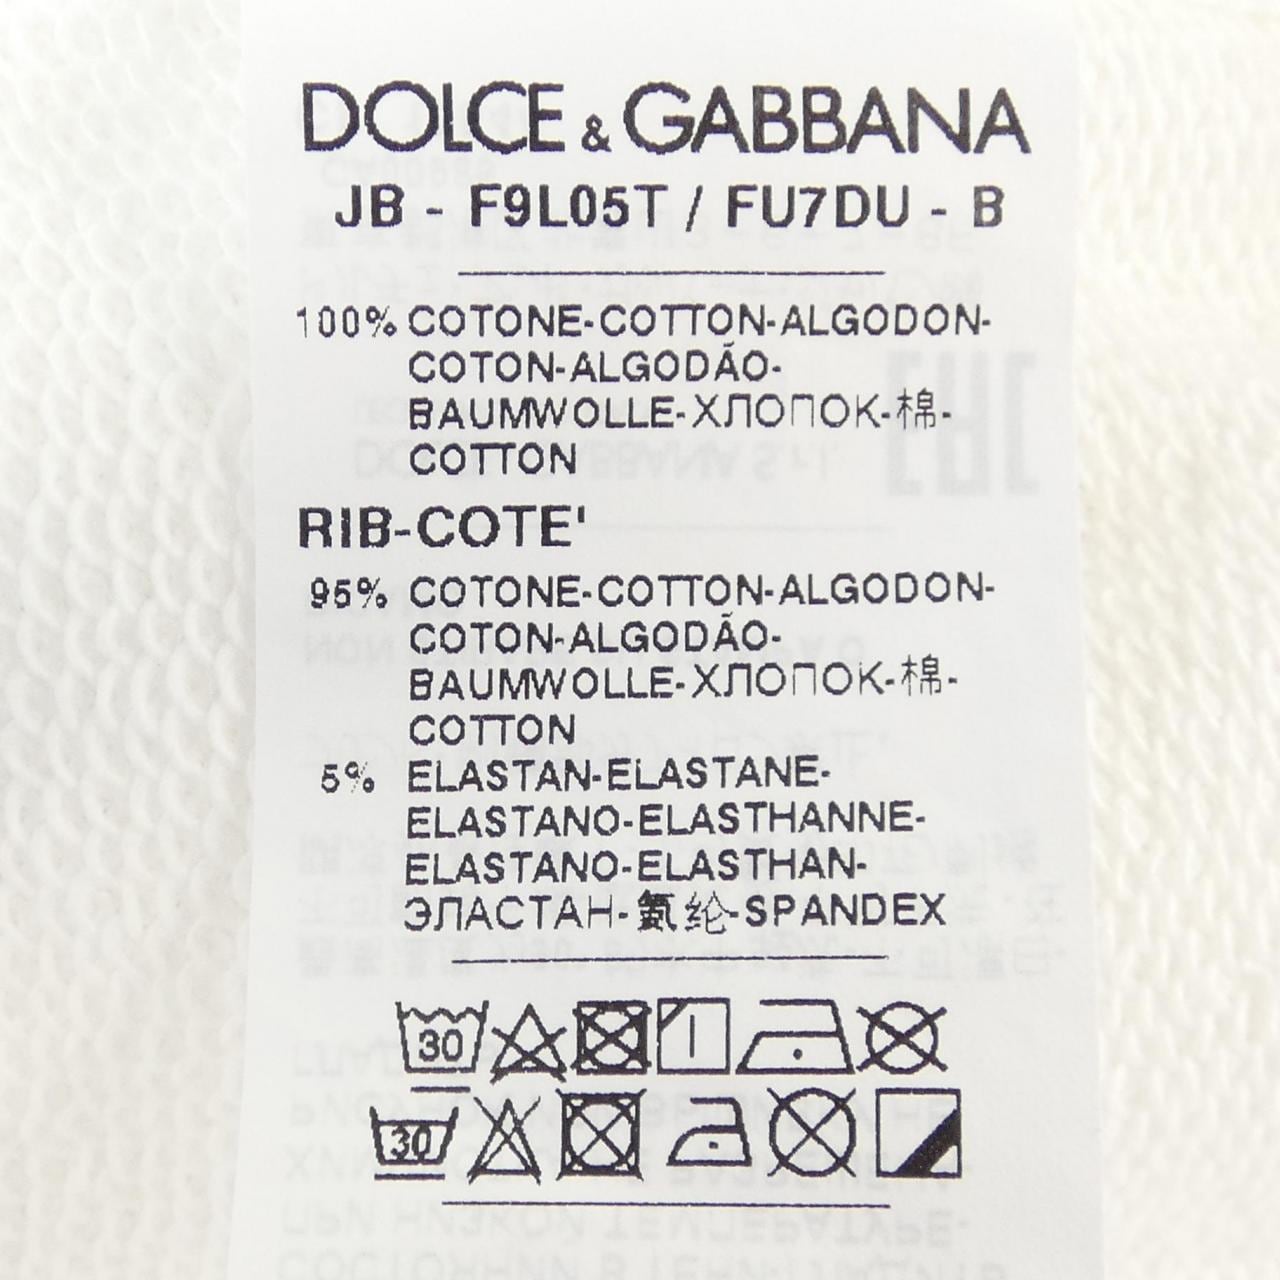 DOLCE & GABBANA
JB - F9L05T / FU7DU - B
100% COTONE-COTTON-ALGODON-
COTON-ALGODÃO-
BAUMWOLLE-ХЛОПОК-棉-
COTTON
RIB-COTE'
95% COTONE-COTTON-ALGODON-
COTON-ALGODÃO-
BAUMWOLLE-ХЛОПОК-棉-
COTTON
5% ELASTAN-ELASTANE-
ELASTANO-ELASTHANNE-
ELASTANO-ELASTHAN-
ЭЛАСТАН-氨纶-SPANDEX
30
30